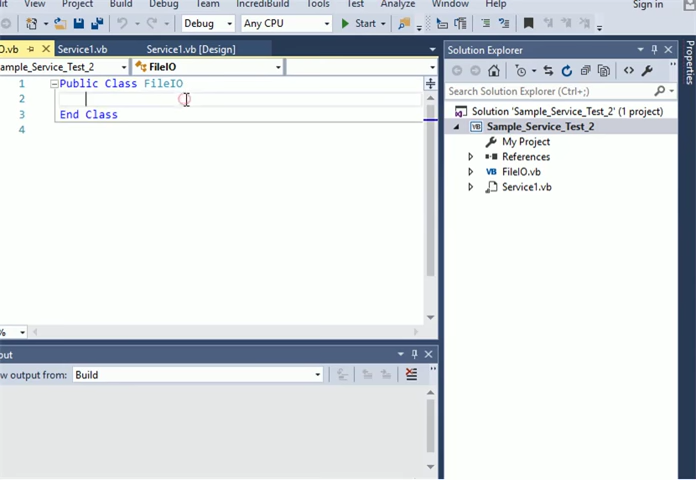 dit View Project Build Debug Team IncrediBuild Tools Test Analyze Window Help Sign in
Debug Any CPU Start
O.vb Service1.vb Service1.vb [Design]
ample_Service_Test_2 FileIO
1 Public Class FileIO
2
3 End Class
4
%
put
w output from: Build
Solution Explorer
Search Solution Explorer (Ctrl+;)
Solution 'Sample_Service_Test_2' (1 project)
Sample_Service_Test_2
My Project
References
FileIO.vb
Service1.vb
Properties